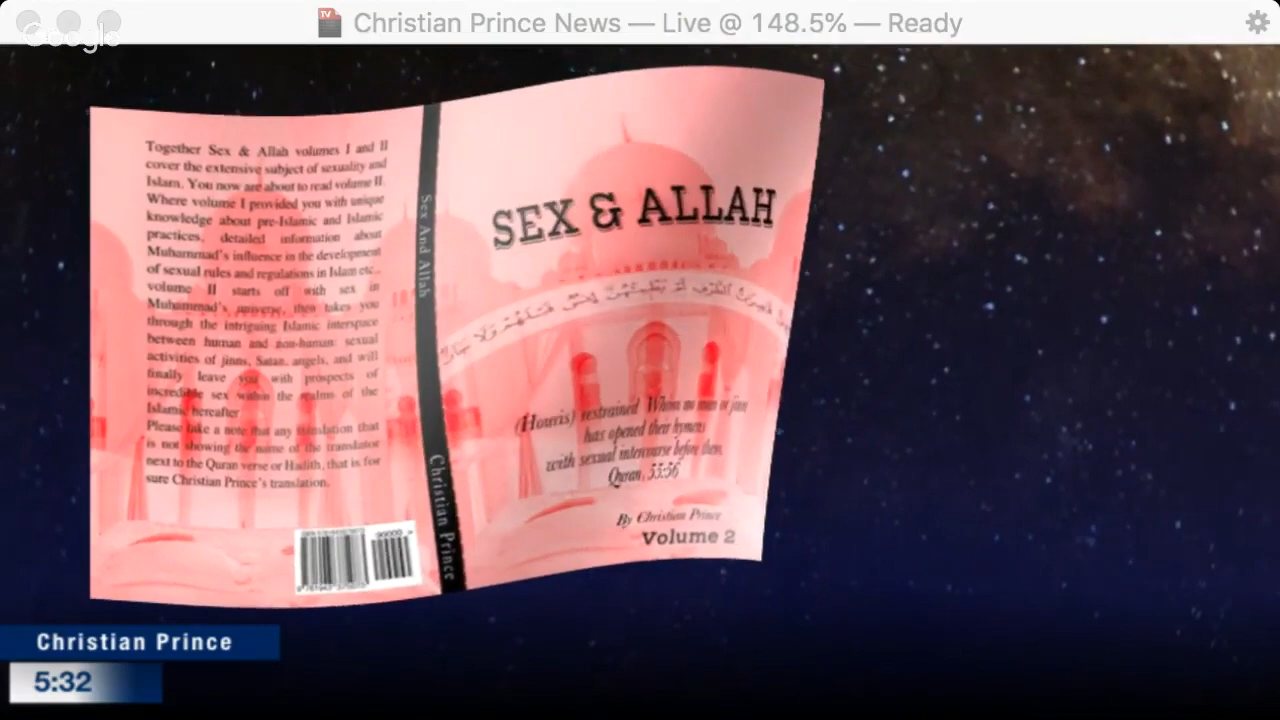 Christian Prince News — Live @ 148.5% — Ready
Google
Together Sex & Allah volumes I and II
cover the extensive subject of sexuality and
Islam. You now are about to read volume II.
Where volume I provided you with unique
knowledge about pre-Islamic and Islamic
practices, detailed information about
Muhammad's influence in the development
of sexual rules and regulations in Islam etc.,
volume II starts off with sex in
Muhammad's universe, then takes you
through the intriguing Islamic interspace
between human and non-human: sexual
activities of jinns, Satan, angels, and will
finally leave you with prospects of
incredible sex within the realms of the
Islamic hereafter
Please take a note that any translation that
is not showing the name of the translator
next to the Quran verse or Hadith, that is for
sure Christian Prince's translation.
Sex And Allah
Christian Prince
SEX & ALLAH
(Houris) restrained Whom no man or jinn
has opened their hymens
with sexual intercourse before them.
Quran, 55:56
By Christian Prince
Volume 2
Christian Prince
5:32